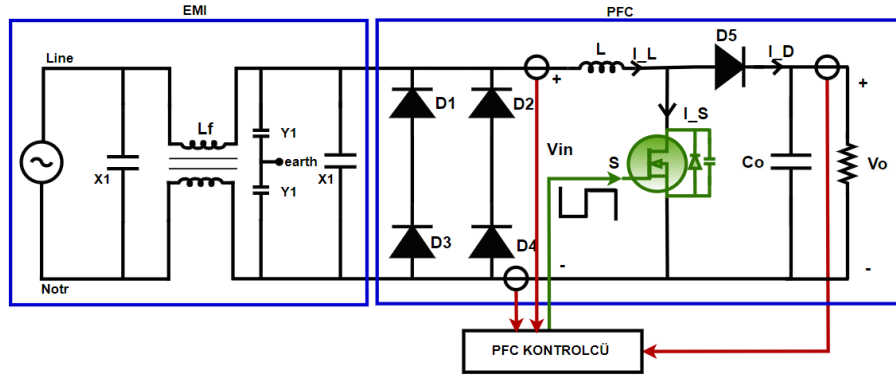 EMI
PFC
Line
Lf
X1
Y1
earth
Y1
X1
Notr
D1
D2
D3
D4
+
Vin
-
L
I_L
D5
I_D
I_S
S
Co
+
Vo
-
PFC KONTROLCÜ